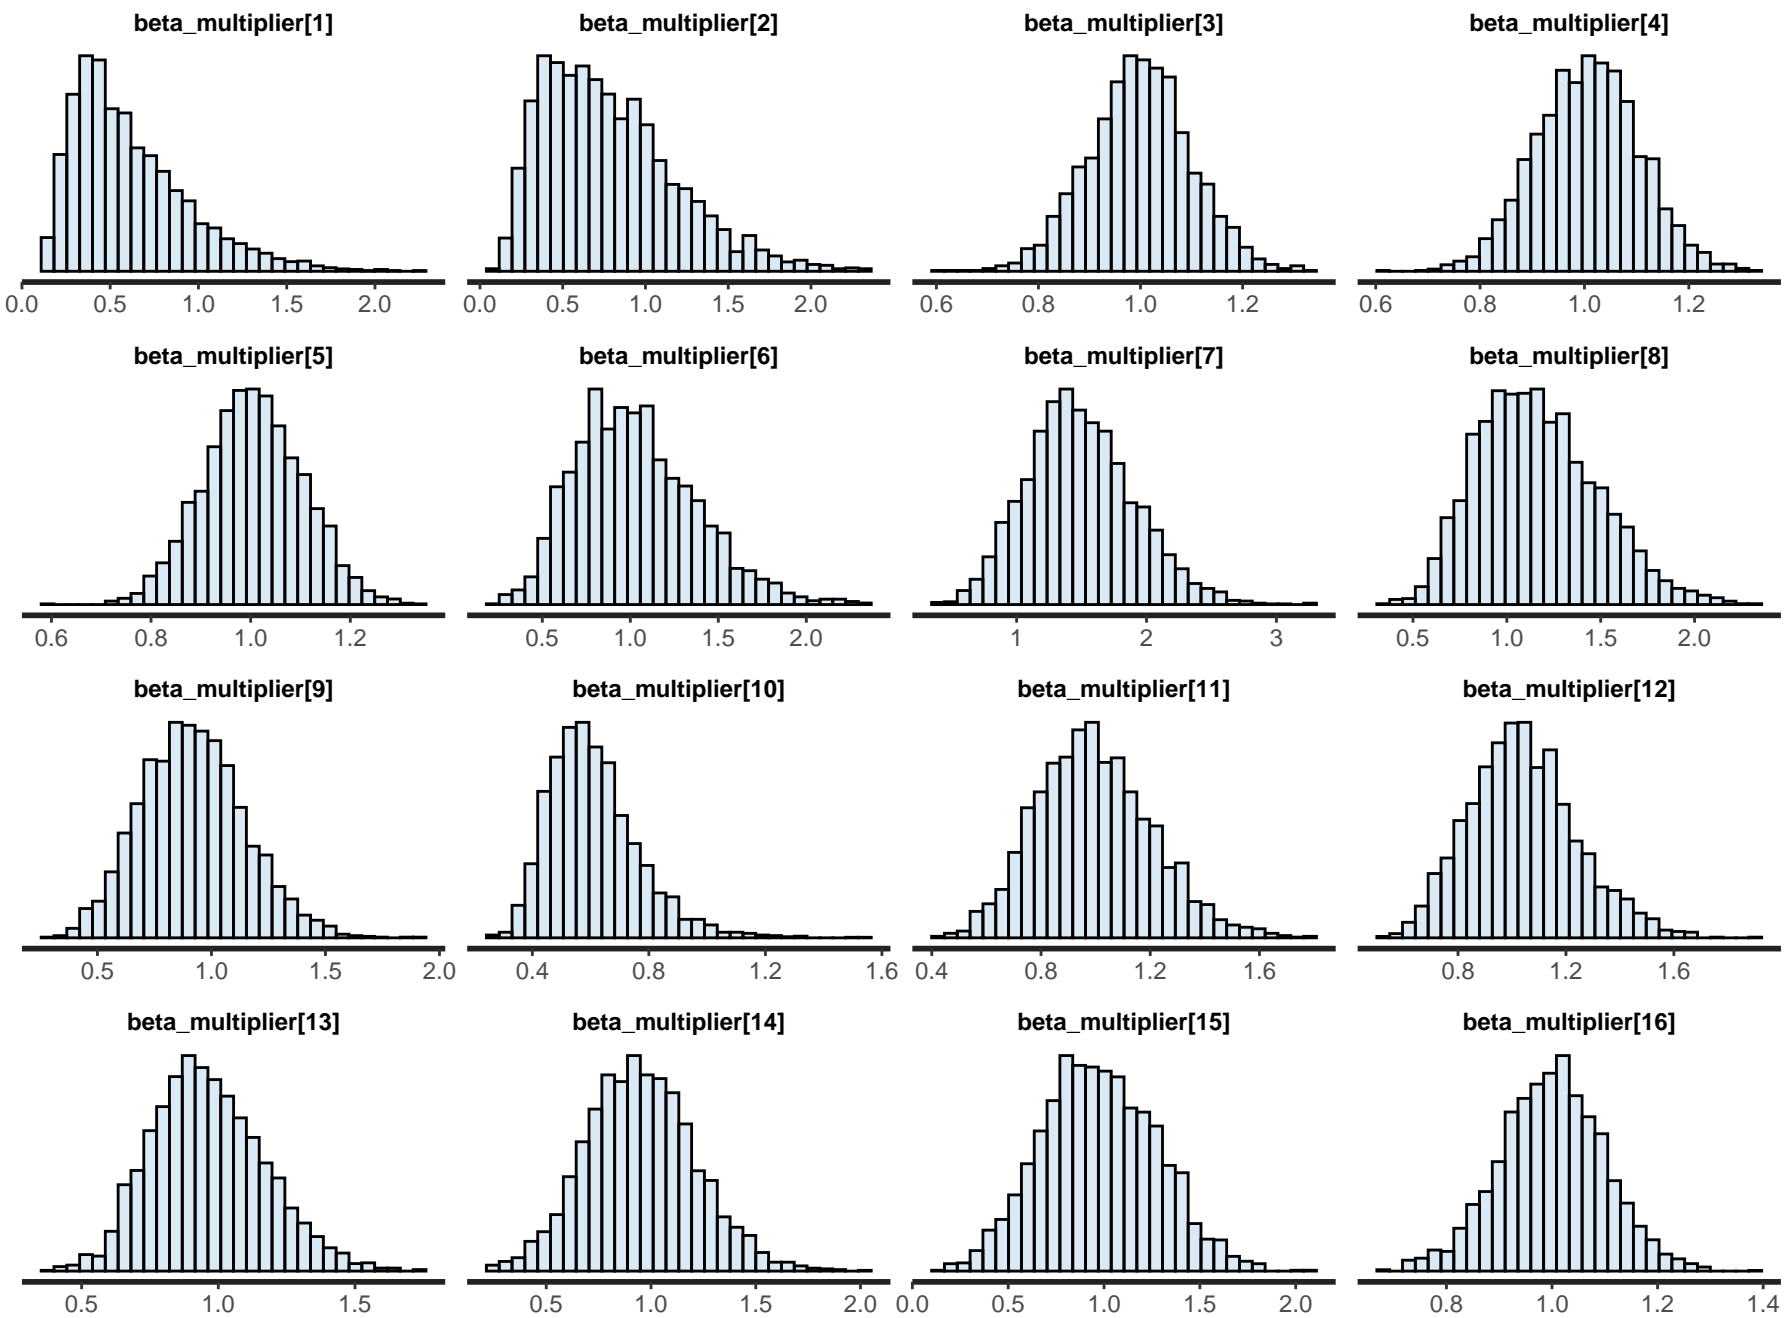 beta_multiplier[1] beta_multiplier[2] beta_multiplier[3] beta_multiplier[4]
0.0 0.5 1.0 1.5 2.0 0.0 0.5 1.0 1.5 2.0 0.6 0.8 1.0 1.2 0.6 0.8 1.0 1.2
beta_multiplier[5] beta_multiplier[6] beta_multiplier[7] beta_multiplier[8]
0.6 0.8 1.0 1.2 0.5 1.0 1.5 2.0 1 2 3 0.5 1.0 1.5 2.0
beta_multiplier[9] beta_multiplier[10] beta_multiplier[11] beta_multiplier[12]
0.5 1.0 1.5 2.0 0.4 0.8 1.2 1.6 0.4 0.8 1.2 1.6 0.8 1.2 1.6
beta_multiplier[13] beta_multiplier[14] beta_multiplier[15] beta_multiplier[16]
0.5 1.0 1.5 0.5 1.0 1.5 2.0 0.0 0.5 1.0 1.5 2.0 0.8 1.0 1.2 1.4